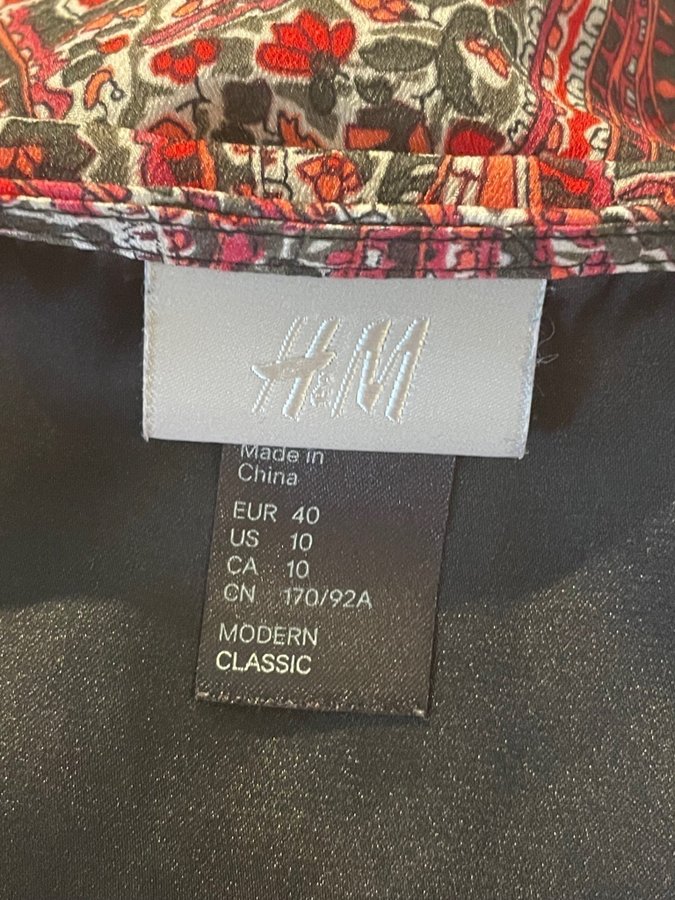 H&M
Made in
China
EUR 40
US 10
CA 10
CN 170/92A
MODERN
CLASSIC